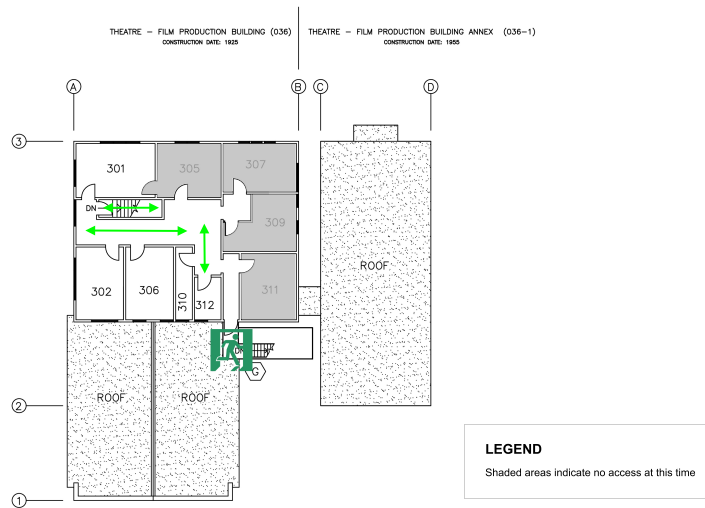 THEATRE – FILM PRODUCTION BUILDING (036)
CONSTRUCTION DATE: 1925
THEATRE – FILM PRODUCTION BUILDING ANNEX (036-1)
CONSTRUCTION DATE: 1955
A
B
C
D
3
301
305
307
DN
309
302
306
310
312
311
ROOF
G
ROOF
ROOF
2
1
LEGEND
Shaded areas indicate no access at this time